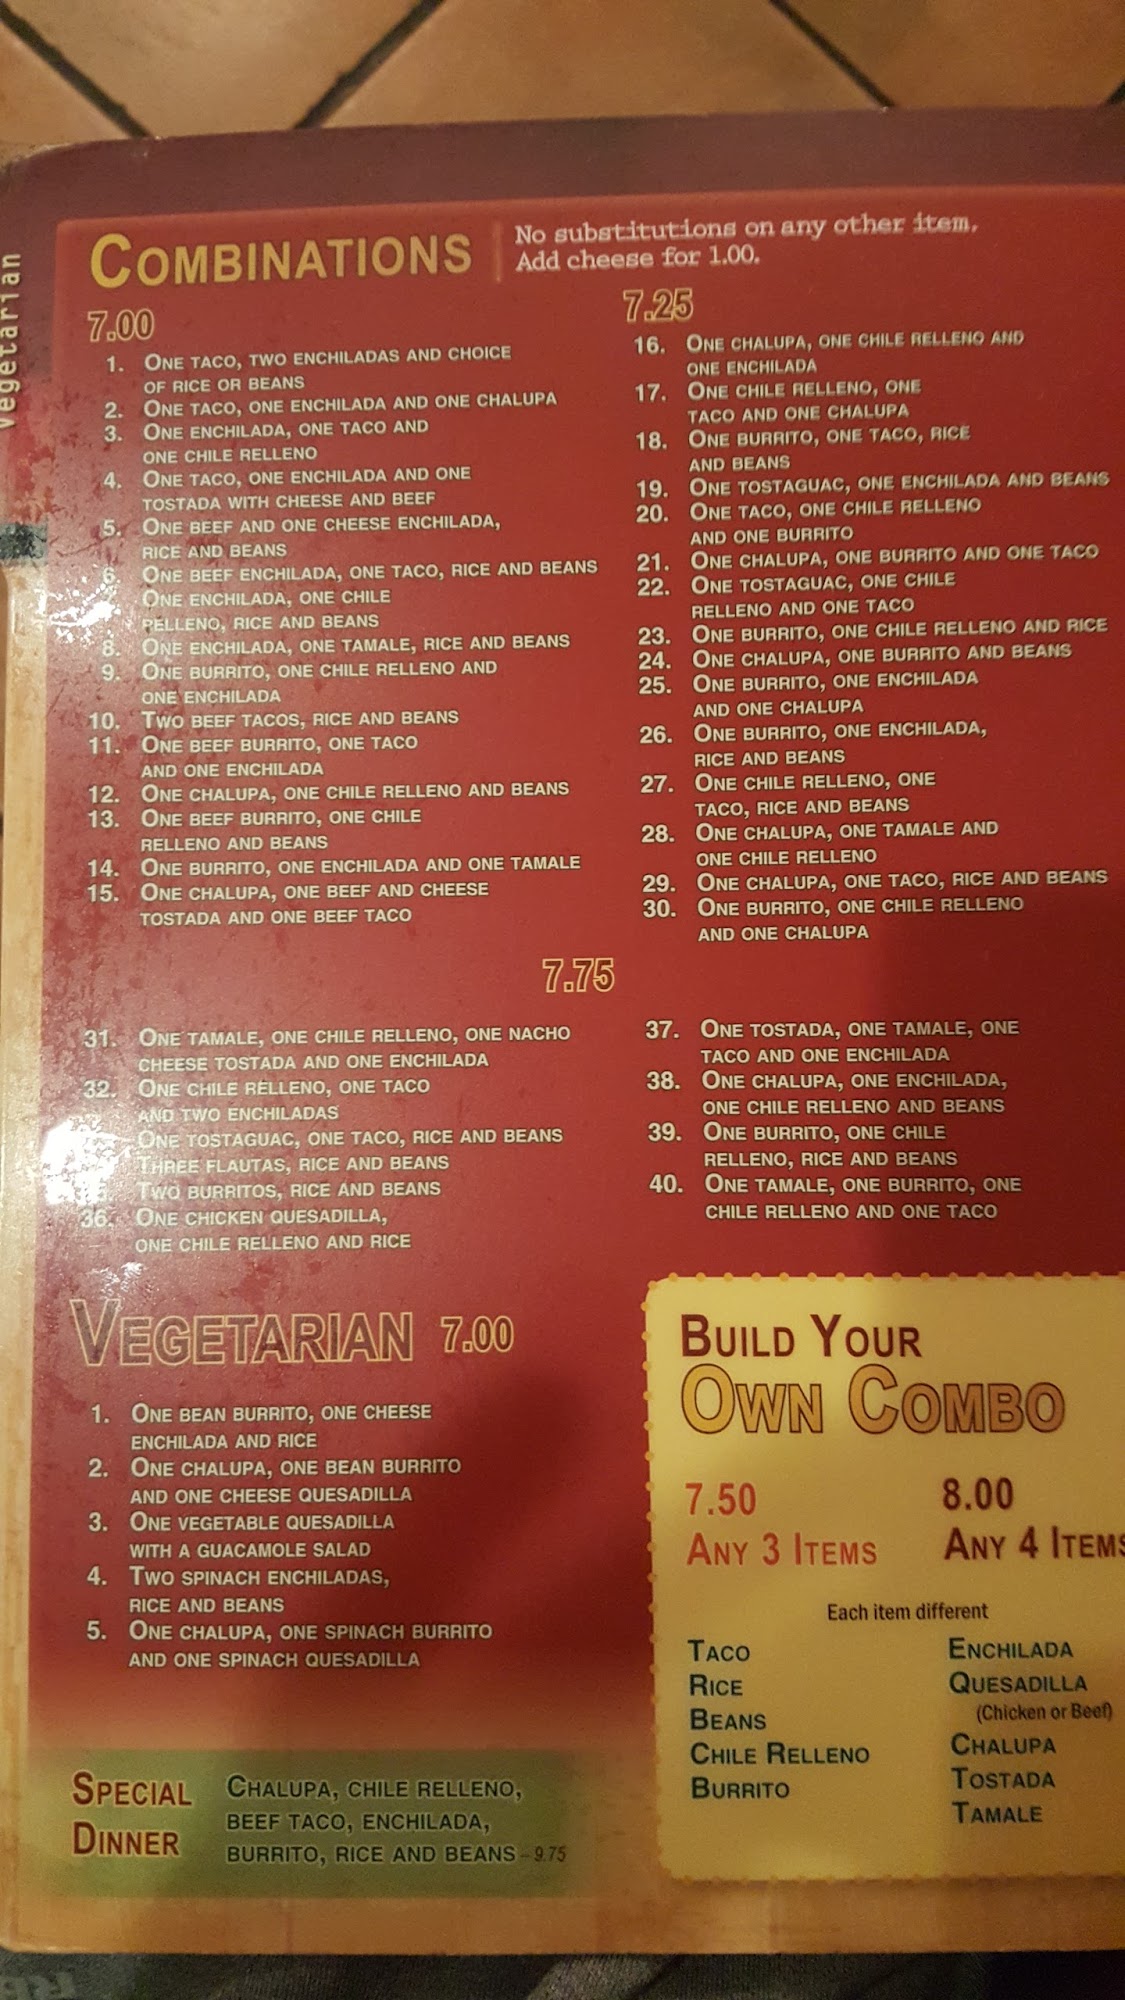 Vegetarian
COMBINATIONS
No substitutions on any other item.
Add cheese for 1.00.
7.00
1. ONE TACO, TWO ENCHILADAS AND CHOICE
OF RICE OR BEANS
2. ONE TACO, ONE ENCHILADA AND ONE CHALUPA
3. ONE ENCHILADA, ONE TACO AND
ONE CHILE RELLENO
4. ONE TACO, ONE ENCHILADA AND ONE
TOSTADA WITH CHEESE AND BEEF
5. ONE BEEF AND ONE CHEESE ENCHILADA,
RICE AND BEANS
6. ONE BEEF ENCHILADA, ONE TACO, RICE AND BEANS
ONE ENCHILADA, ONE CHILE
RELLENO, RICE AND BEANS
8. ONE ENCHILADA, ONE TAMALE, RICE AND BEANS
9. ONE BURRITO, ONE CHILE RELLENO AND
ONE ENCHILADA
10. TWO BEEF TACOS, RICE AND BEANS
11. ONE BEEF BURRITO, ONE TACO
AND ONE ENCHILADA
12. ONE CHALUPA, ONE CHILE RELLENO AND BEANS
13. ONE BEEF BURRITO, ONE CHILE
RELLENO AND BEANS
14. ONE BURRITO, ONE ENCHILADA AND ONE TAMALE
15. ONE CHALUPA, ONE BEEF AND CHEESE
TOSTADA AND ONE BEEF TACO
7.25
16. ONE CHALUPA, ONE CHILE RELLENO AND
ONE ENCHILADA
17. ONE CHILE RELLENO, ONE
TACO AND ONE CHALUPA
18. ONE BURRITO, ONE TACO, RICE
AND BEANS
19. ONE TOSTAGUAC, ONE ENCHILADA AND BEANS
20. ONE TACO, ONE CHILE RELLENO
AND ONE BURRITO
21. ONE CHALUPA, ONE BURRITO AND ONE TACO
22. ONE TOSTAGUAC, ONE CHILE
RELLENO AND ONE TACO
23. ONE BURRITO, ONE CHILE RELLENO AND RICE
24. ONE CHALUPA, ONE BURRITO AND BEANS
25. ONE BURRITO, ONE ENCHILADA
AND ONE CHALUPA
26. ONE BURRITO, ONE ENCHILADA,
RICE AND BEANS
27. ONE CHILE RELLENO, ONE
TACO, RICE AND BEANS
28. ONE CHALUPA, ONE TAMALE AND
ONE CHILE RELLENO
29. ONE CHALUPA, ONE TACO, RICE AND BEANS
30. ONE BURRITO, ONE CHILE RELLENO
AND ONE CHALUPA
7.75
31. ONE TAMALE, ONE CHILE RELLENO, ONE NACHO
CHEESE TOSTADA AND ONE ENCHILADA
32. ONE CHILE RELLENO, ONE TACO
AND TWO ENCHILADAS
ONE TOSTAGUAC, ONE TACO, RICE AND BEANS
THREE FLAUTAS, RICE AND BEANS
TWO BURRITOS, RICE AND BEANS
36. ONE CHICKEN QUESADILLA,
ONE CHILE RELLENO AND RICE
37. ONE TOSTADA, ONE TAMALE, ONE
TACO AND ONE ENCHILADA
38. ONE CHALUPA, ONE ENCHILADA,
ONE CHILE RELLENO AND BEANS
39. ONE BURRITO, ONE CHILE
RELLENO, RICE AND BEANS
40. ONE TAMALE, ONE BURRITO, ONE
CHILE RELLENO AND ONE TACO
VEGETARIAN 7.00
1. ONE BEAN BURRITO, ONE CHEESE
ENCHILADA AND RICE
2. ONE CHALUPA, ONE BEAN BURRITO
AND ONE CHEESE QUESADILLA
3. ONE VEGETABLE QUESADILLA
WITH A GUACAMOLE SALAD
4. TWO SPINACH ENCHILADAS,
RICE AND BEANS
5. ONE CHALUPA, ONE SPINACH BURRITO
AND ONE SPINACH QUESADILLA
SPECIAL
DINNER
CHALUPA, CHILE RELLENO,
BEEF TACO, ENCHILADA,
BURRITO, RICE AND BEANS – 9.75
BUILD YOUR
OWN COMBO
7.50
ANY 3 ITEMS
8.00
ANY 4 ITEMS
Each item different
TACO
RICE
BEANS
CHILE RELLENO
BURRITO
ENCHILADA
QUESADILLA
(Chicken or Beef)
CHALUPA
TOSTADA
TAMALE